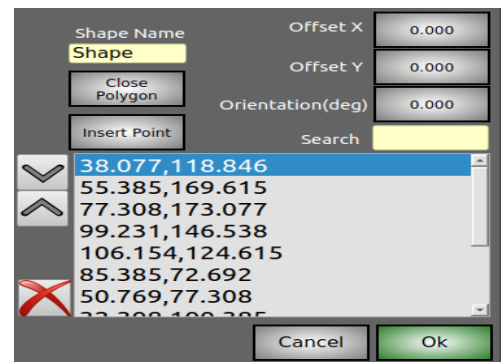 Shape Name
Shape
Offset X 0.000
Offset Y 0.000
Close
Polygon
Orientation(deg) 0.000
Insert Point
Search
38.077,118.846
55.385,169.615
77.308,173.077
99.231,146.538
106.154,124.615
85.385,72.692
50.769,77.308
Cancel Ok